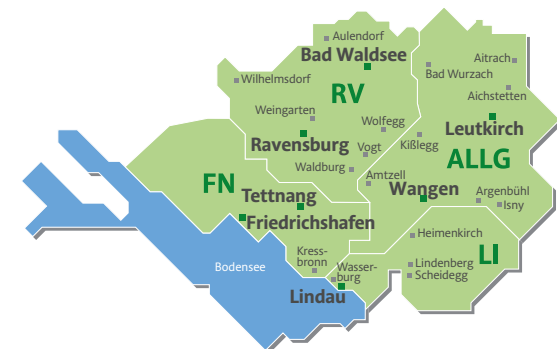 Aulendorf
Bad Waldsee
Aitrach
Bad Wurzach
Wilhelmsdorf
RV
Aichstetten
Weingarten
Wolfegg
Leutkirch
Ravensburg
Kißlegg
Vogt
ALLG
Waldburg
Amtzell
FN
Wangen
Argenbühl
Isny
Tettnang
Friedrichshafen
Heimenkirch
Kress-
bronn
LI
Bodensee
Wasser-
burg
Lindenberg
Scheidegg
Lindau